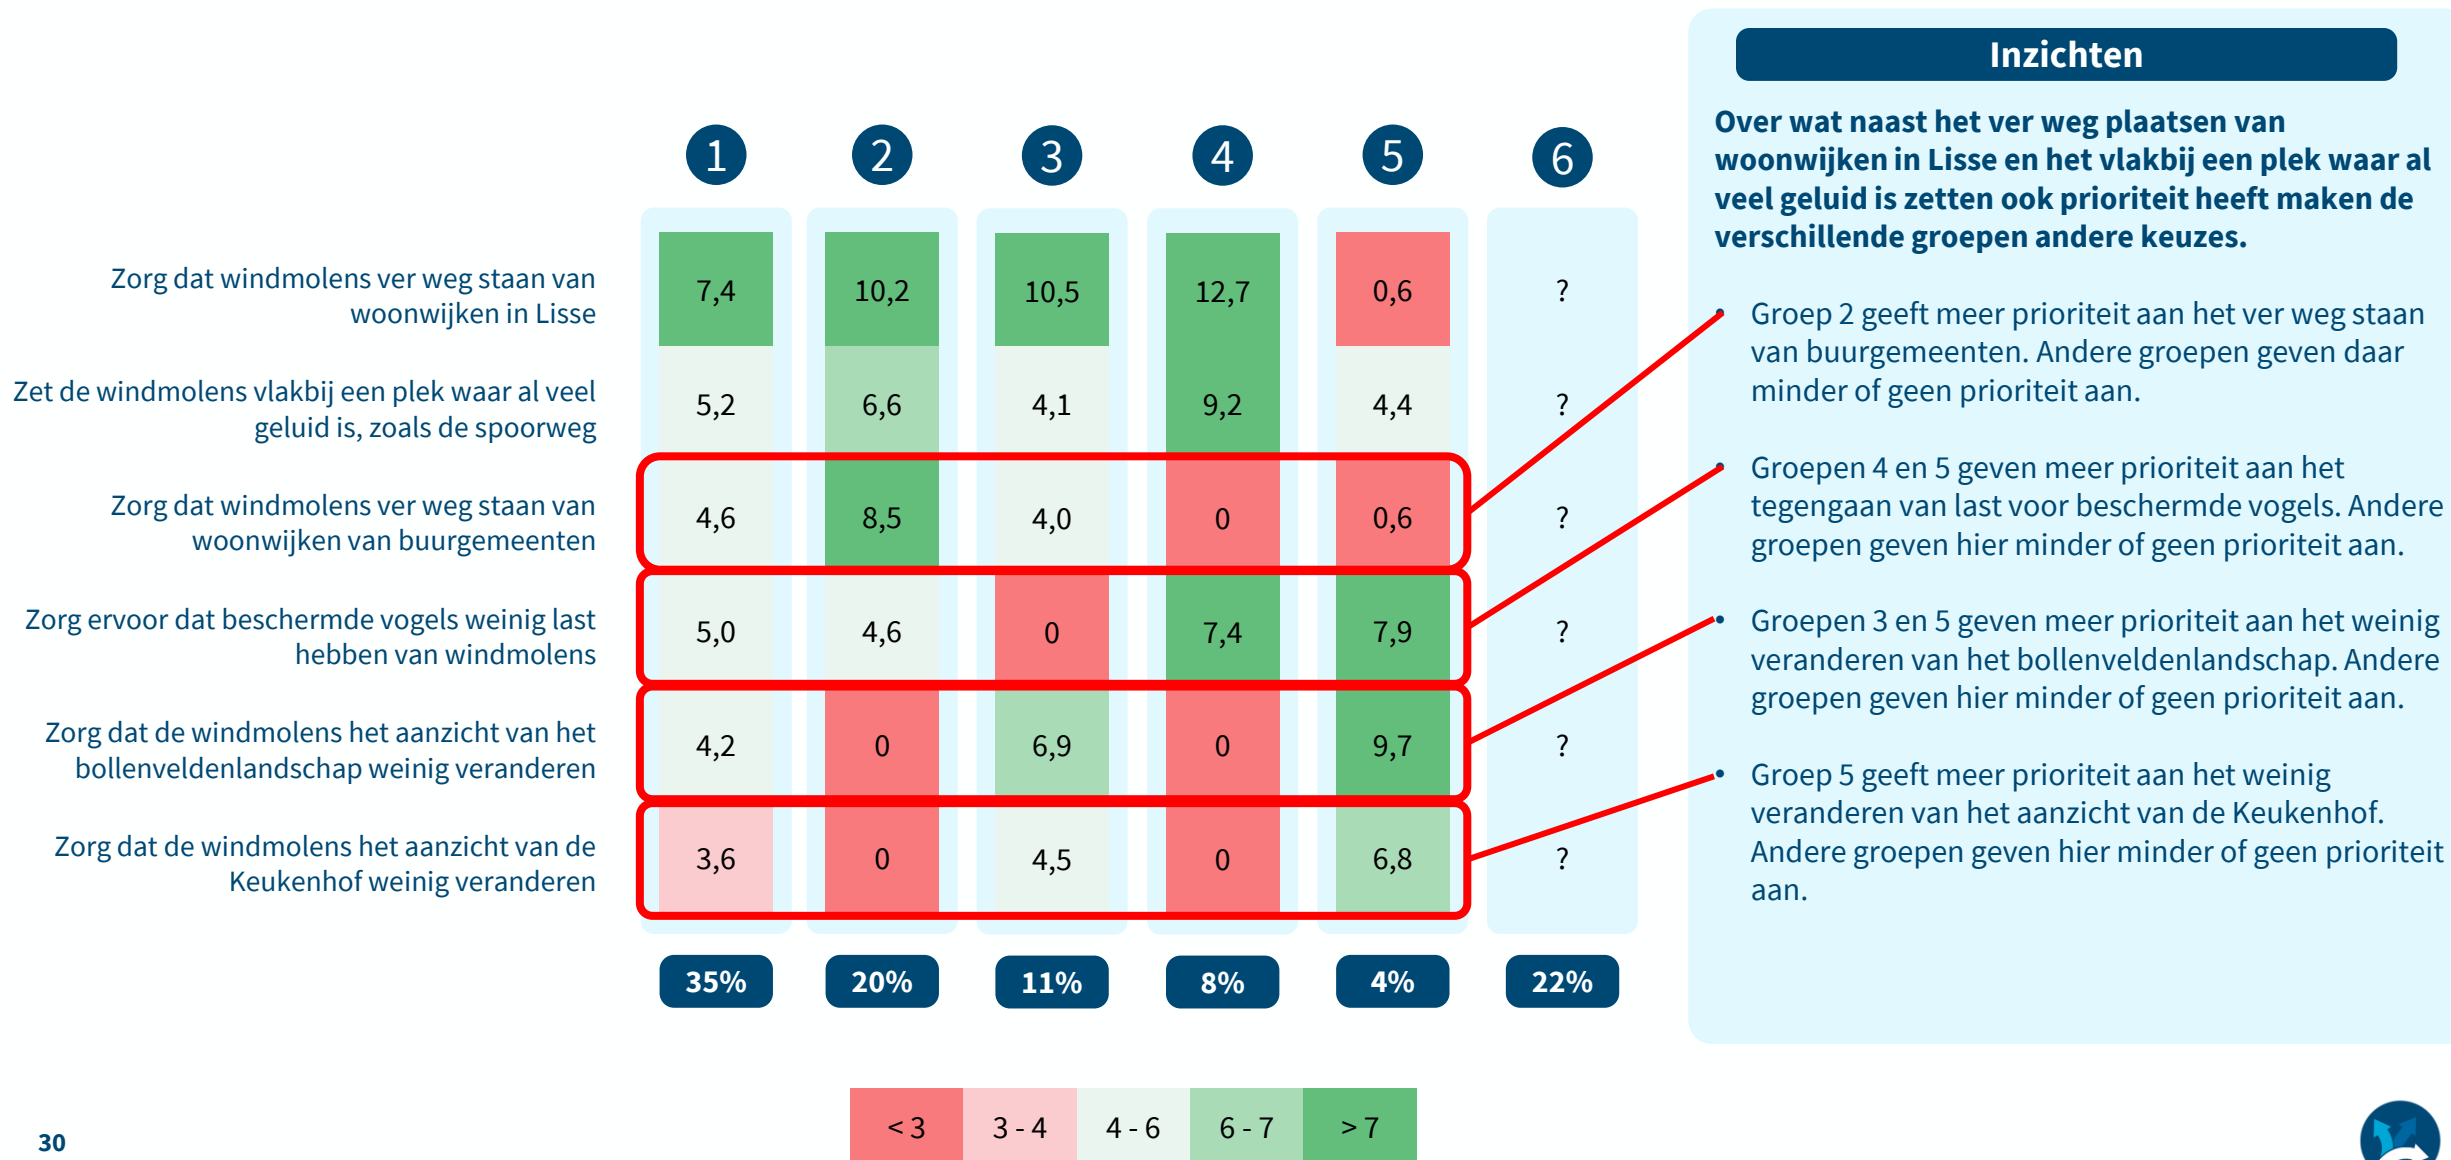 1 2 3 4 5 6
Zorg dat windmolens ver weg staan van
woonwijken in Lisse
7,4 10,2 10,5 12,7 0,6 ?
Zet de windmolens vlakbij een plek waar al veel
geluid is, zoals de spoorweg
5,2 6,6 4,1 9,2 4,4 ?
Zorg dat windmolens ver weg staan van
woonwijken van buurgemeenten
4,6 8,5 4,0 0 0,6 ?
Zorg ervoor dat beschermde vogels weinig last
hebben van windmolens
5,0 4,6 0 7,4 7,9 ?
Zorg dat de windmolens het aanzicht van het
bollenveldenlandschap weinig veranderen
4,2 0 6,9 0 9,7 ?
Zorg dat de windmolens het aanzicht van de
Keukenhof weinig veranderen
3,6 0 4,5 0 6,8 ?
35% 20% 11% 8% 4% 22%
< 3 3 - 4 4 - 6 6 - 7 > 7
Inzichten
Over wat naast het ver weg plaatsen van
woonwijken in Lisse en het vlakbij een plek waar al
veel geluid is zetten ook prioriteit heeft maken de
verschillende groepen andere keuzes.
• Groep 2 geeft meer prioriteit aan het ver weg staan
van buurgemeenten. Andere groepen geven daar
minder of geen prioriteit aan.
• Groepen 4 en 5 geven meer prioriteit aan het
tegengaan van last voor beschermde vogels. Andere
groepen geven hier minder of geen prioriteit aan.
• Groepen 3 en 5 geven meer prioriteit aan het weinig
veranderen van het bollenveldenlandschap. Andere
groepen geven hier minder of geen prioriteit aan.
• Groep 5 geeft meer prioriteit aan het weinig
veranderen van het aanzicht van de Keukenhof.
Andere groepen geven hier minder of geen prioriteit
aan.
30